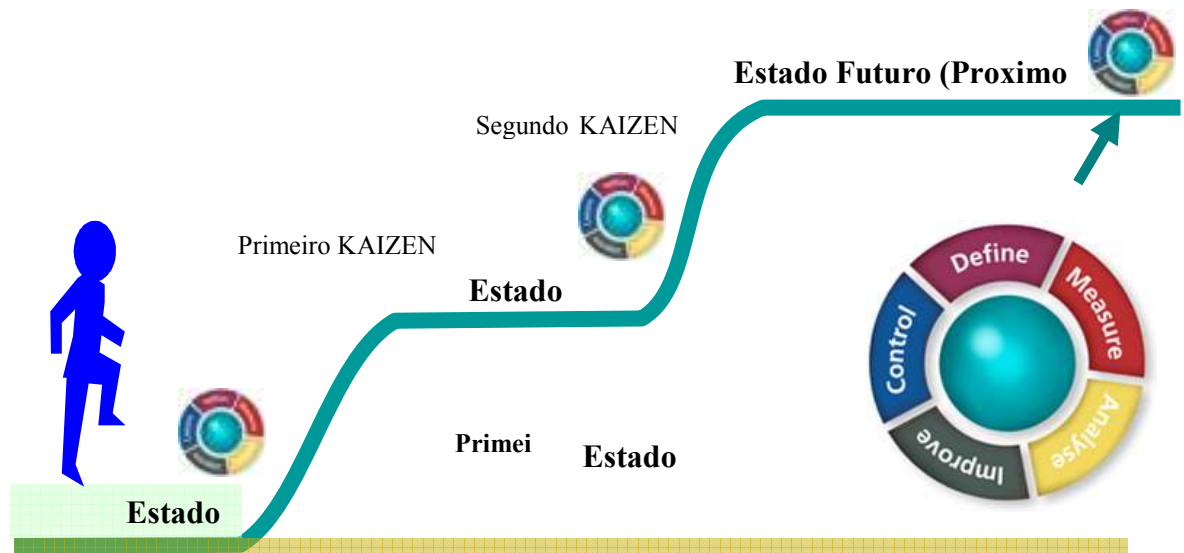 Estado Futuro (Proximo
Segundo KAIZEN
Primeiro KAIZEN
Estado
Primei
Estado
Estado
Define
Measure
Analyse
Improve
Control